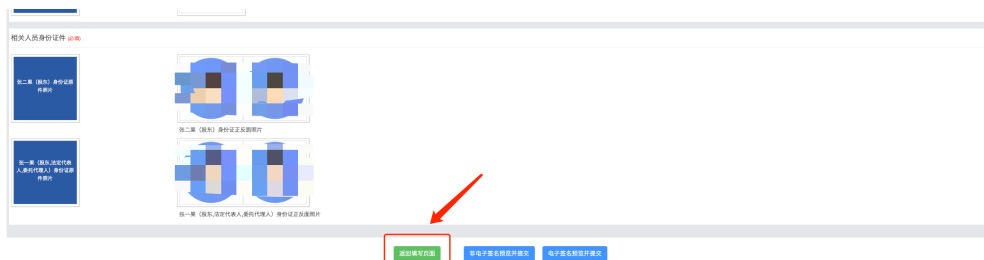 相关人员身份证件 (必填)
张二果（股东）身份证原
件照片
张二果（股东）身份证正反面照片
张一果（股东,法定代表
人,委托代理人）身份证原
件照片
张一果（股东,法定代表人,委托代理人）身份证正反面照片
返回填写页面
非电子签名预览并提交
电子签名预览并提交